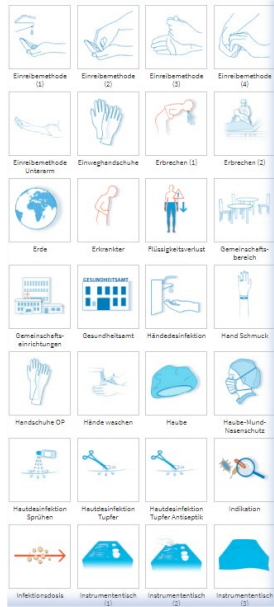 Einreibemethode (1)
Einreibemethode (2)
Einreibemethode (3)
Einreibemethode (4)
Einreibemethode Unterarm
Einweghandschuhe
Erbrechen (1)
Erbrechen (2)
Erde
Erkrankter
Flüssigkeitsverlust
Gemeinschafts-
bereich
Gemeinschafts-
einrichtungen
GESUNDHEITSAMT
Gesundheitsamt
Händedesinfektion
Hand Schmuck
Handschuhe OP
Hände waschen
Haube
Haube-Mund-
Nasenschutz
Hautdesinfektion
Sprühen
Hautdesinfektion
Tupfer
Hautdesinfektion
Tupfer Antiseptik
Indikation
Infektionsdosis
Instrumententisch
(1)
Instrumententisch
(2)
Instrumententisch
(3)